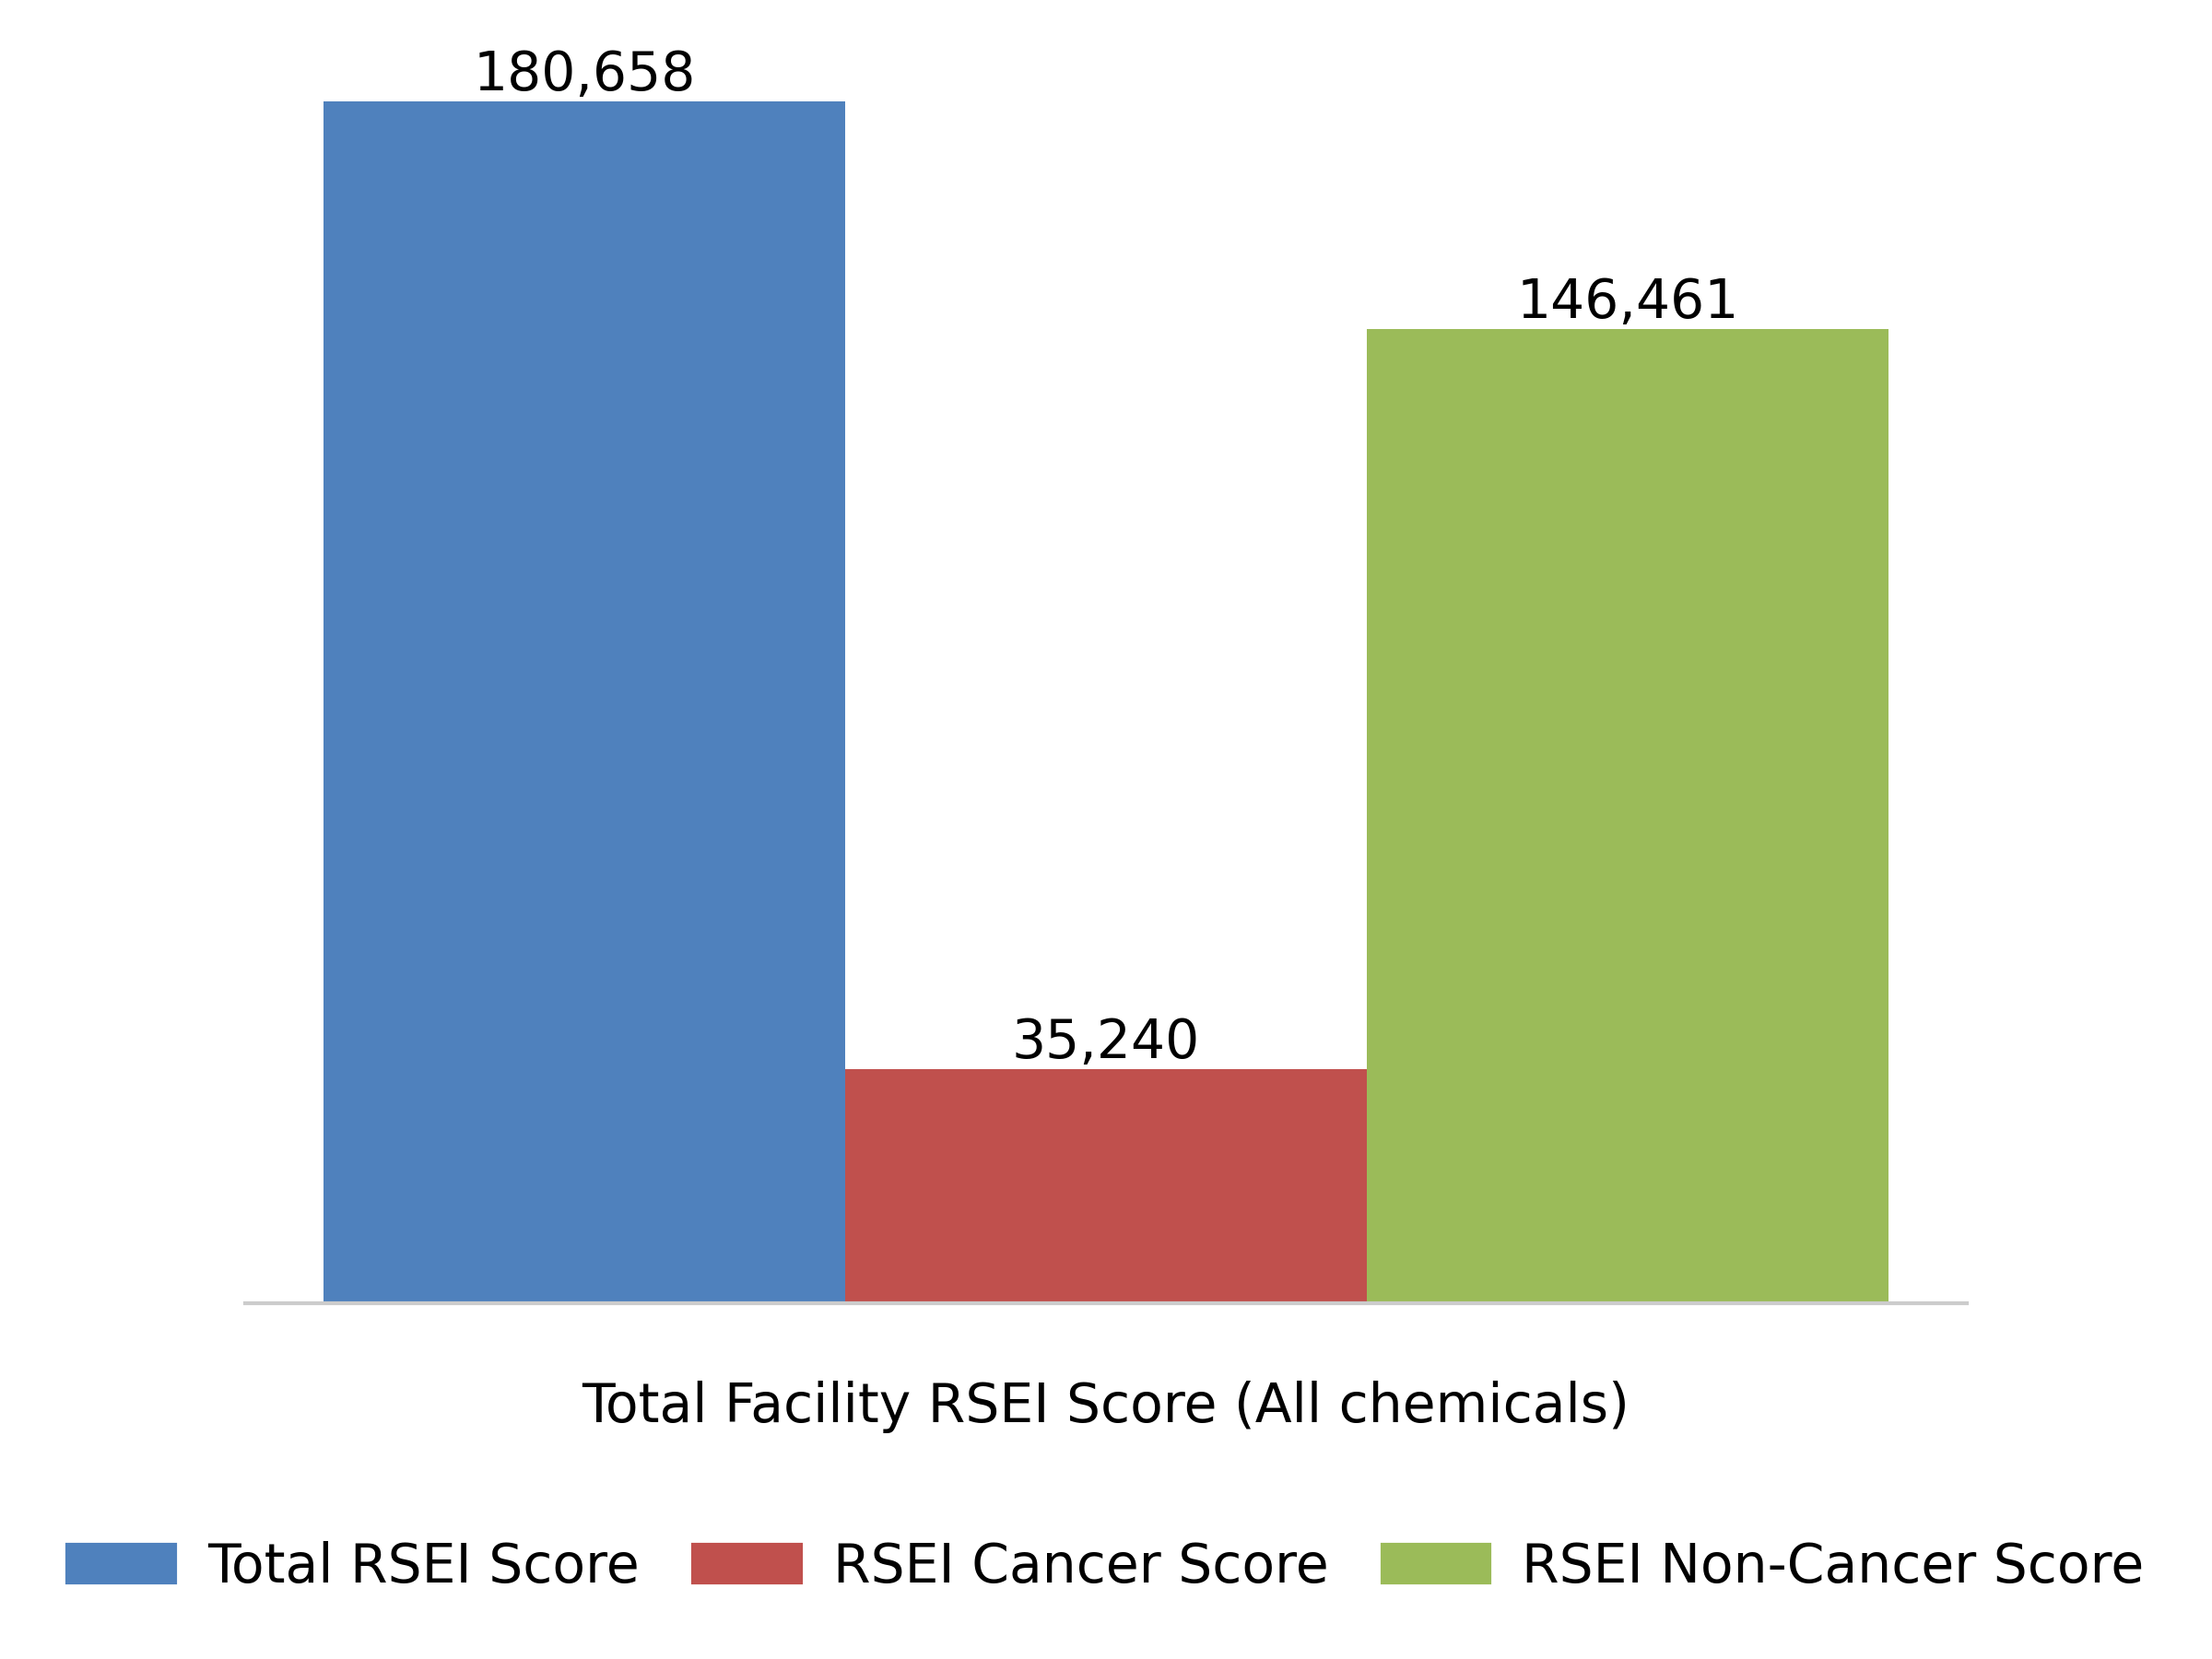 180,658
146,461
35,240
Total Facility RSEI Score (All chemicals)
Total RSEI Score RSEI Cancer Score RSEI Non-Cancer Score